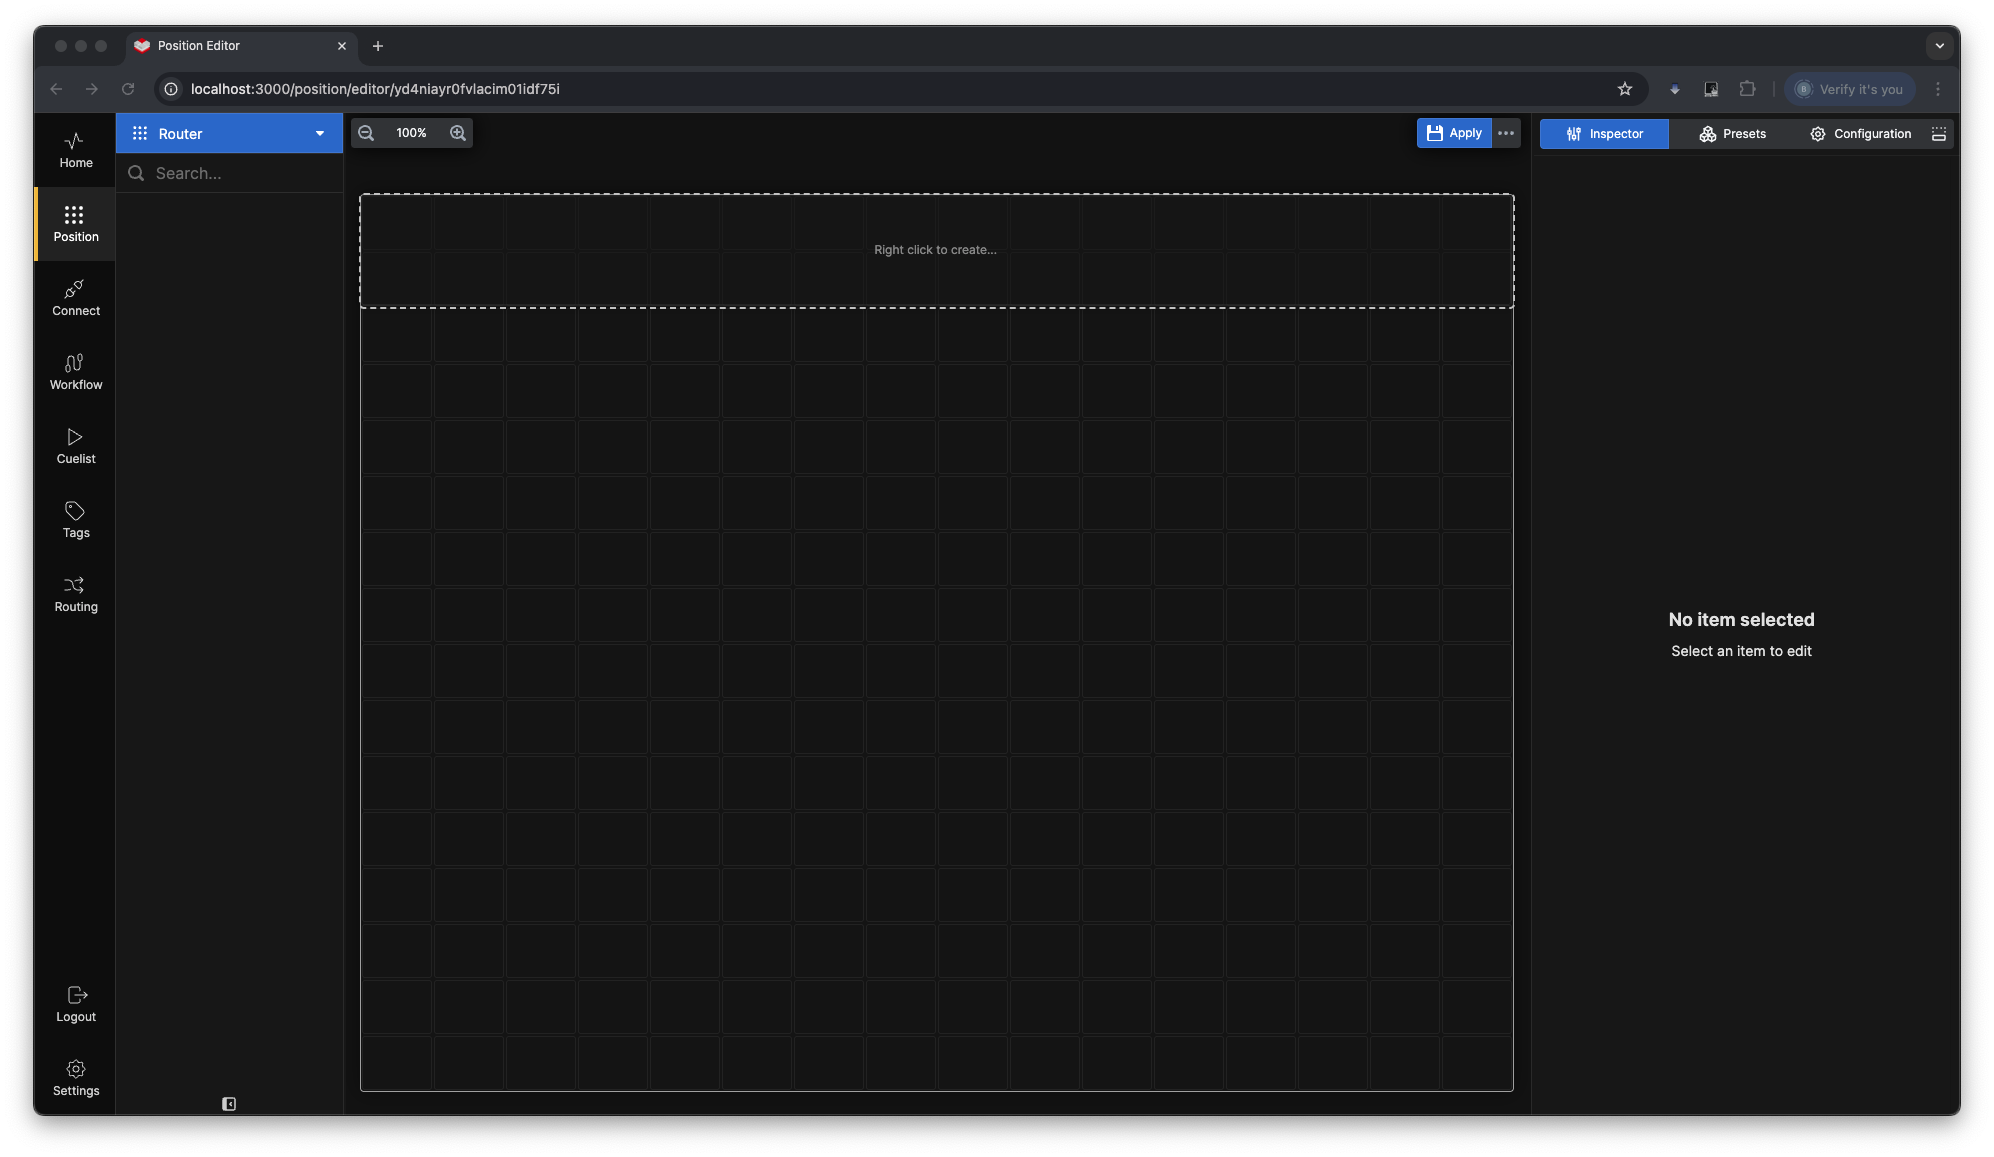 Position Editor
localhost:3000/position/editor/yd4niayr0fvlacim01idf75i
Verify it's you
Home
Position
Connect
Workflow
Cuelist
Tags
Routing
Logout
Settings
Router
Search...
100%
Apply
Right click to create...
Inspector
Presets
Configuration
No item selected
Select an item to edit